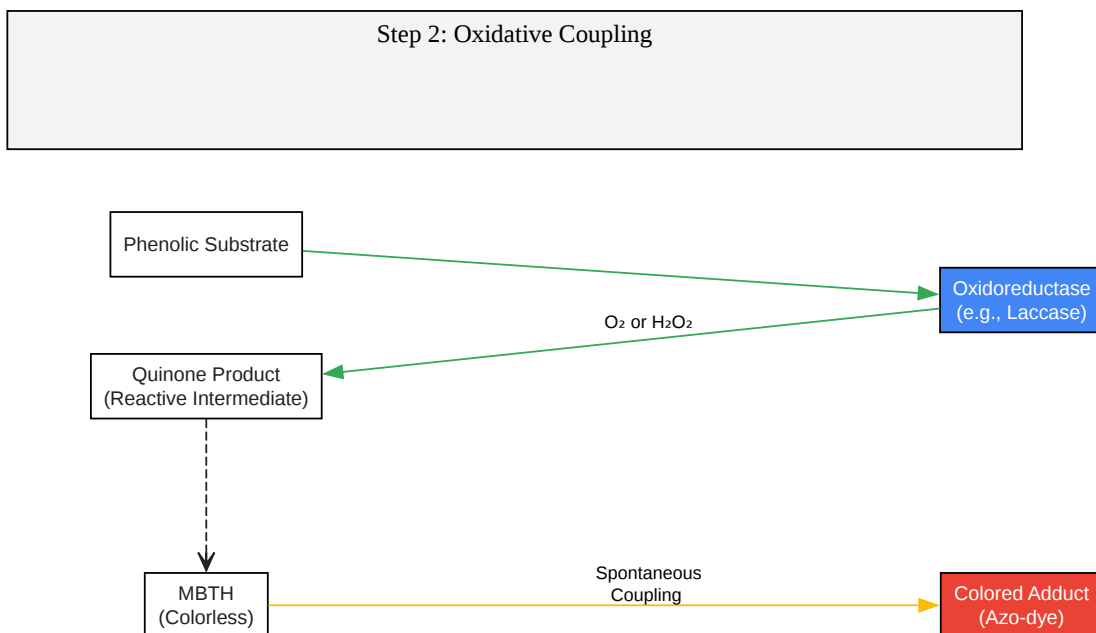 Step 2: Oxidative Coupling
Phenolic Substrate
Oxidoreductase
(e.g., Laccase)
O₂ or H₂O₂
Quinone Product
(Reactive Intermediate)
MBTH
(Colorless)
Spontaneous
Coupling
Colored Adduct
(Azo-dye)